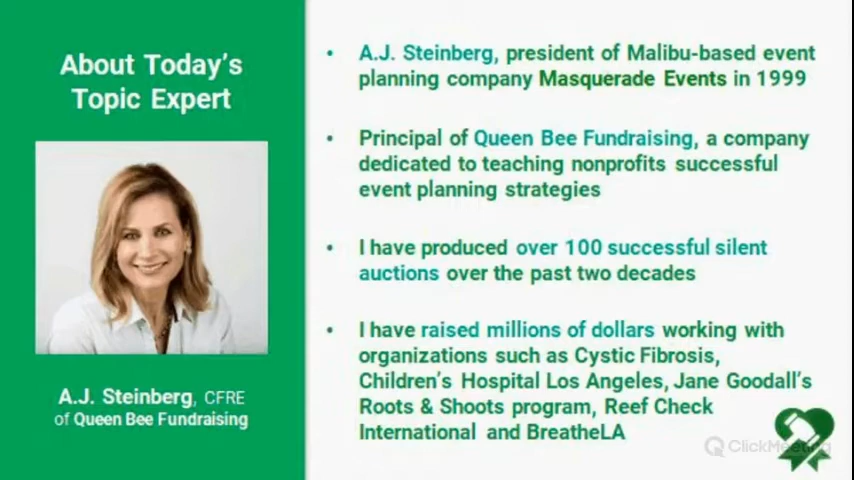 About Today's
Topic Expert
A.J. Steinberg, CFRE
of Queen Bee Fundraising
• A.J. Steinberg, president of Malibu-based event
planning company Masquerade Events in 1999
• Principal of Queen Bee Fundraising, a company
dedicated to teaching nonprofits successful
event planning strategies
• I have produced over 100 successful silent
auctions over the past two decades
• I have raised millions of dollars working with
organizations such as Cystic Fibrosis,
Children's Hospital Los Angeles, Jane Goodall's
Roots & Shoots program, Reef Check
International and BreatheLA
ClickMeeting